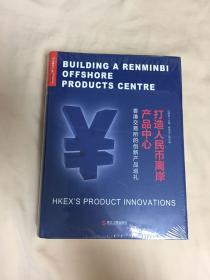 BUILDING A RENMINBI
OFFSHORE
PRODUCTS CENTRE
打造人民币离岸
产品中心
香港交易所的创新产品巡礼
¥
HKEX'S PRODUCT INNOVATIONS